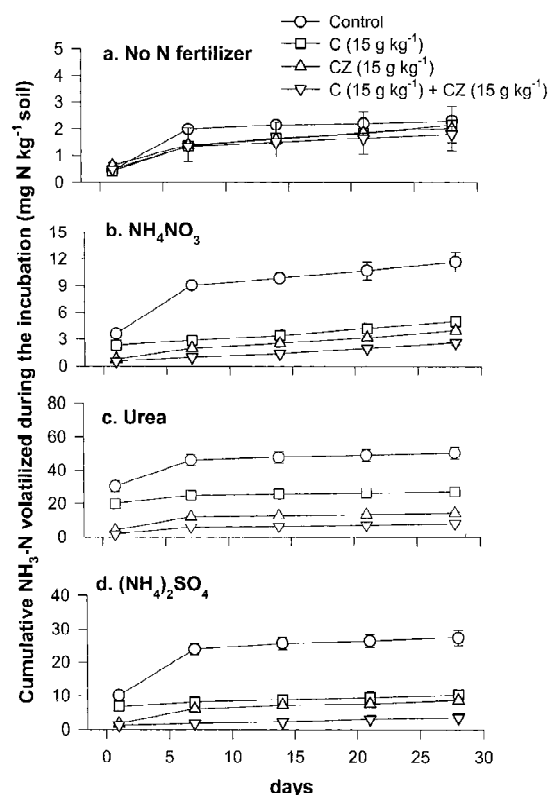 Control
C (15 g kg⁻¹)
CZ (15 g kg⁻¹)
C (15 g kg⁻¹) + CZ (15 g kg⁻¹)
a. No N fertilizer
5
4
3
2
1
0
b. NH₄NO₃
15
12
9
6
3
0
c. Urea
80
60
40
20
0
d. (NH₄)₂SO₄
40
30
20
10
0
0 5 10 15 20 25 30
days
Cumulative NH₃-N volatilized during the incubation (mg N kg⁻¹ soil)